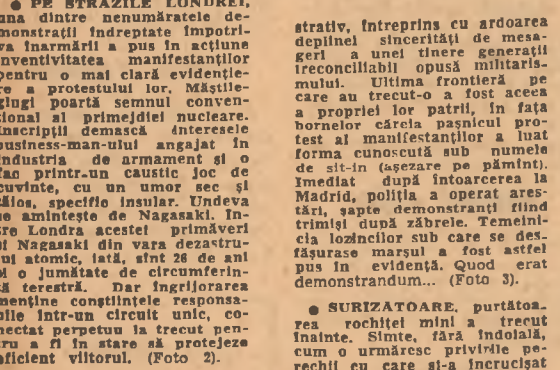 ● PE STRĂZILE LONDREI,
una dintre nenumăratele de-
monstrații îndreptate împotri-
va înarmării a pus în acțiune
inventivitatea manifestanților
pentru o mai clară evidenție-
re a protestului lor. Măștile-
glugi poartă semnul conven-
țional al primejdiei nucleare.
Inscripții demască interesele
business-man-ului angajat în
industria de armament și o
fac printr-un caustic joc de
cuvinte, cu un umor sec și
tăios, specific insular. Undeva
se amintește de Nagasaki. În-
tre Londra acestei primăveri
și Nagasaki din vara dezastru-
lui atomic, iată, sînt 26 de ani
și o jumătate de circumferin-
ță terestră. Dar îngrijorarea
menține conștiințele responsa-
bile într-un circuit unic, co-
nectat perpetuu la trecut pen-
tru a fi în stare să protejeze
eficient viitorul. (Foto 2).
strativ, întreprins cu ardoarea
deplinei sincerități de mesa-
geri a unei tinere generații
ireconciliabil opusă militaris-
mului. Ultima frontieră pe
care au trecut-o a fost aceea
a propriei lor patrii, în fața
bornelor căreia pașnicul pro-
test al manifestanților a luat
forma cunoscută sub numele
de sit-in (așezare pe pămînt).
Imediat după întoarcerea la
Madrid, poliția a operat ares-
tări, șapte demonstranți fiind
trimiși după zăbrele. Temeini-
cia lozincilor sub care se des-
fășurase marșul a fost astfel
pus în evidență. Quod erat
demonstrandum... (Foto 3).
● SURÎZĂTOARE, purtătoa-
rea rochiței mini a trecut
înainte. Simte, fără îndoială,
cum o urmăresc privirile pe-
rechii cu care și-a încrucișat